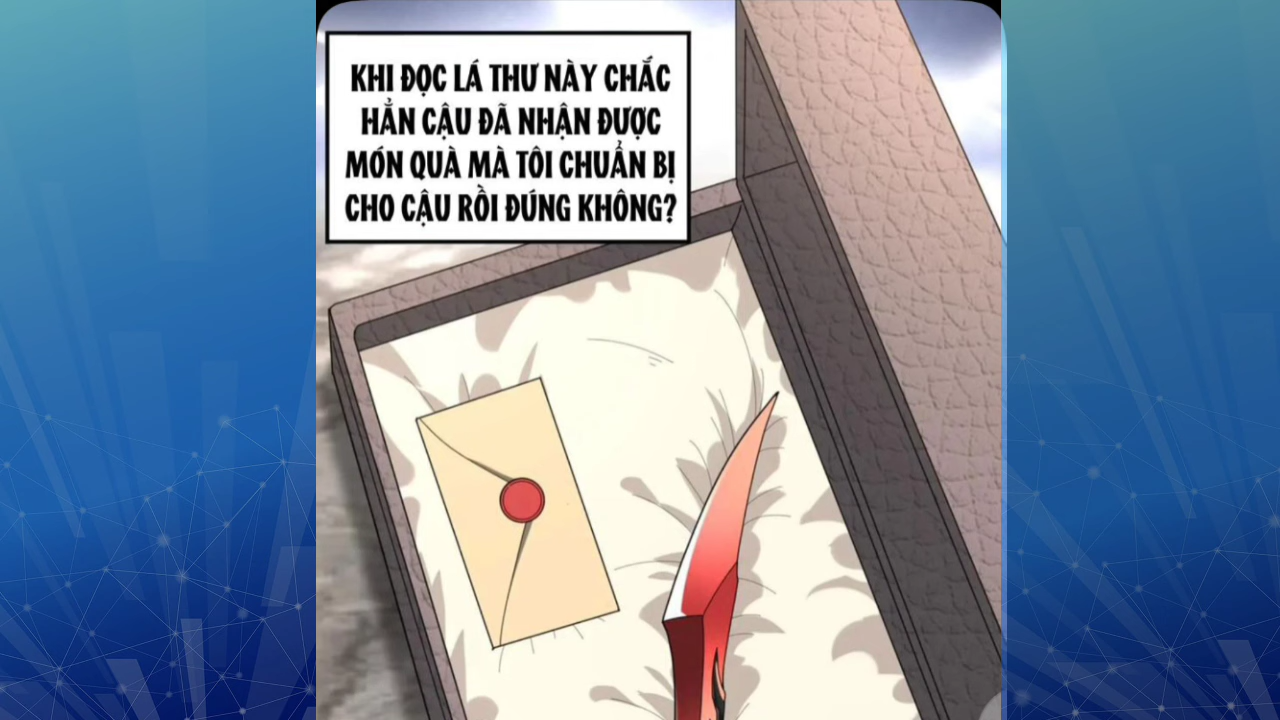 KHI ĐỌC LÁ THƯ NÀY CHẮC
HẲN CẬU ĐÃ NHẬN ĐƯỢC
MÓN QUÀ MÀ TÔI CHUẨN BỊ
CHO CẬU RỒI ĐÚNG KHÔNG?